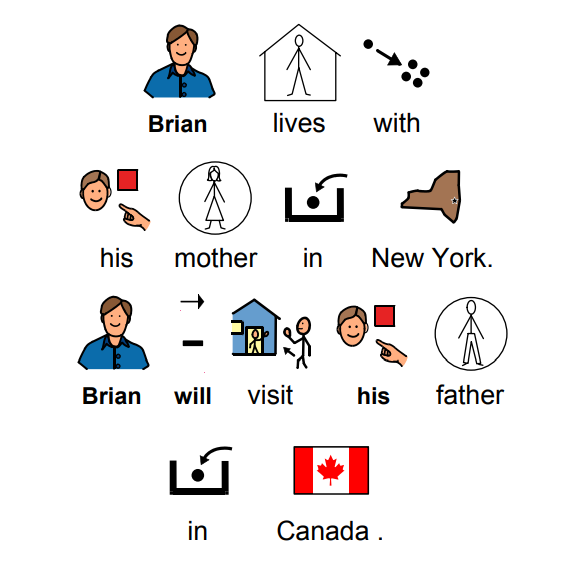 Brian lives with
his mother in New York.
Brian will visit his father
in Canada .